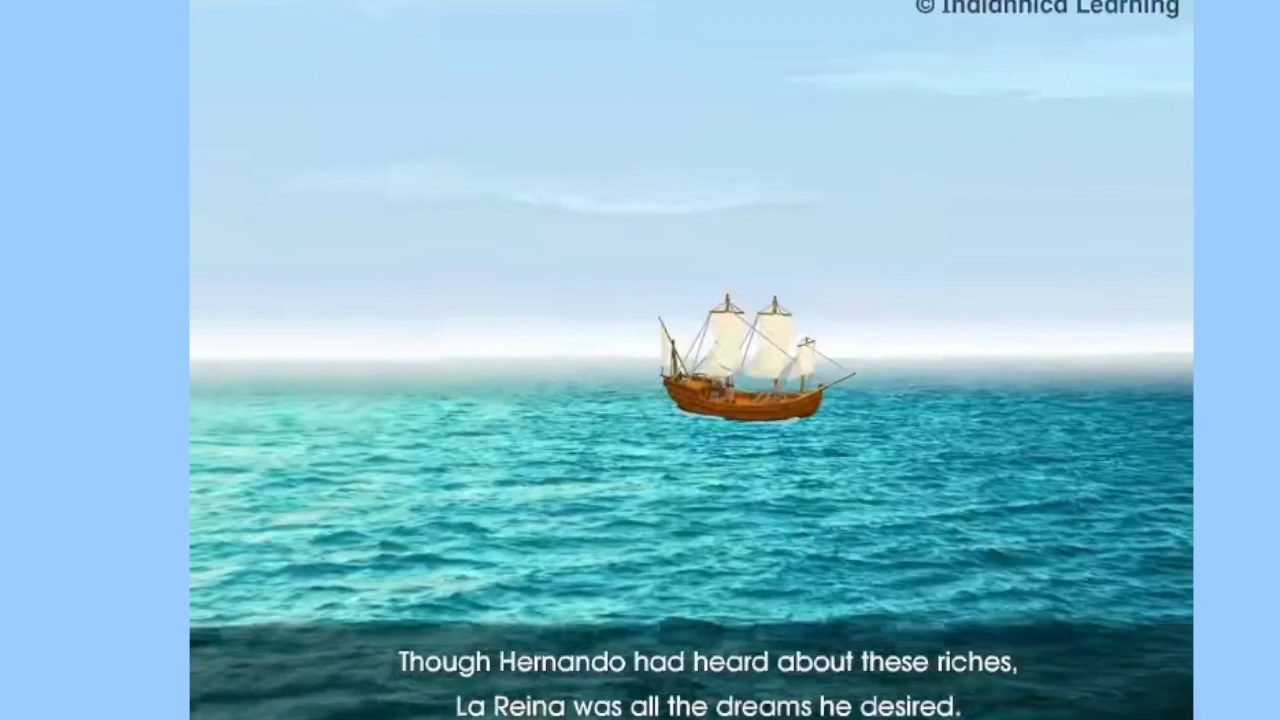 © Indiannica Learning
Though Hernando had heard about these riches,
La Reina was all the dreams he desired.